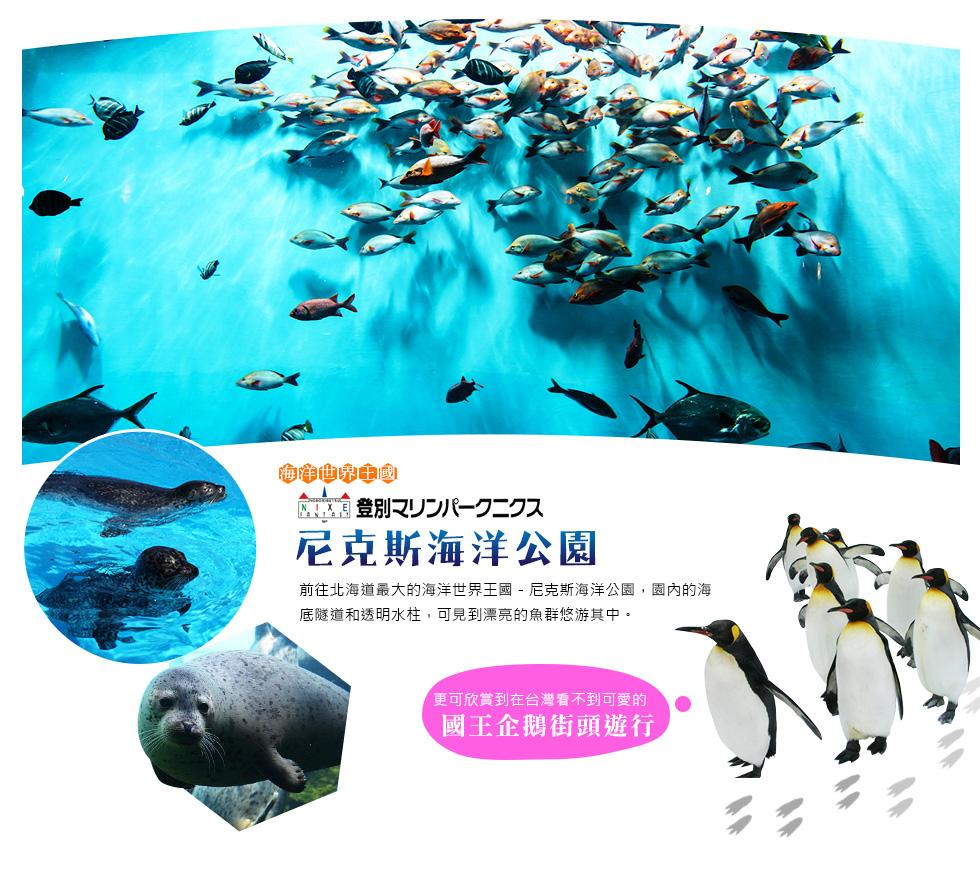 海洋世界王國
NOBORIBETSU
NIXE
FANTASY
登別マリンパークニクス
尼克斯海洋公園
前往北海道最大的海洋世界王國 - 尼克斯海洋公園，園內的海
底隧道和透明水柱，可見到漂亮的魚群悠游其中。
更可欣賞到在台灣看不到可愛的
國王企鵝街頭遊行